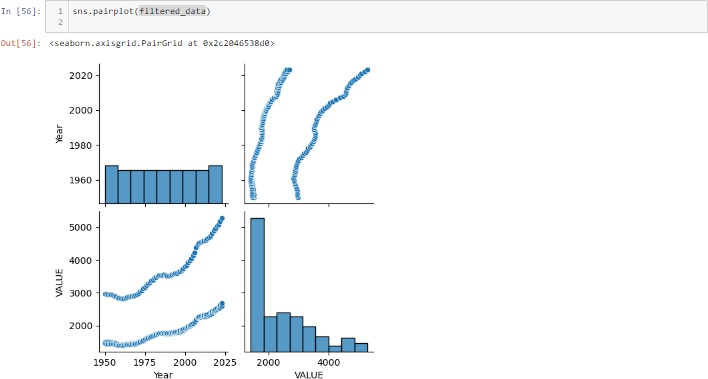 In [56]:
1 sns.pairplot(filtered_data)
2
Out[56]: <seaborn.axisgrid.PairGrid at 0x2c2046538d0>
2020
2000
1980
1960
Year
5000
4000
3000
2000
VALUE
1950 1975 2000 2025
Year
2000 4000
VALUE